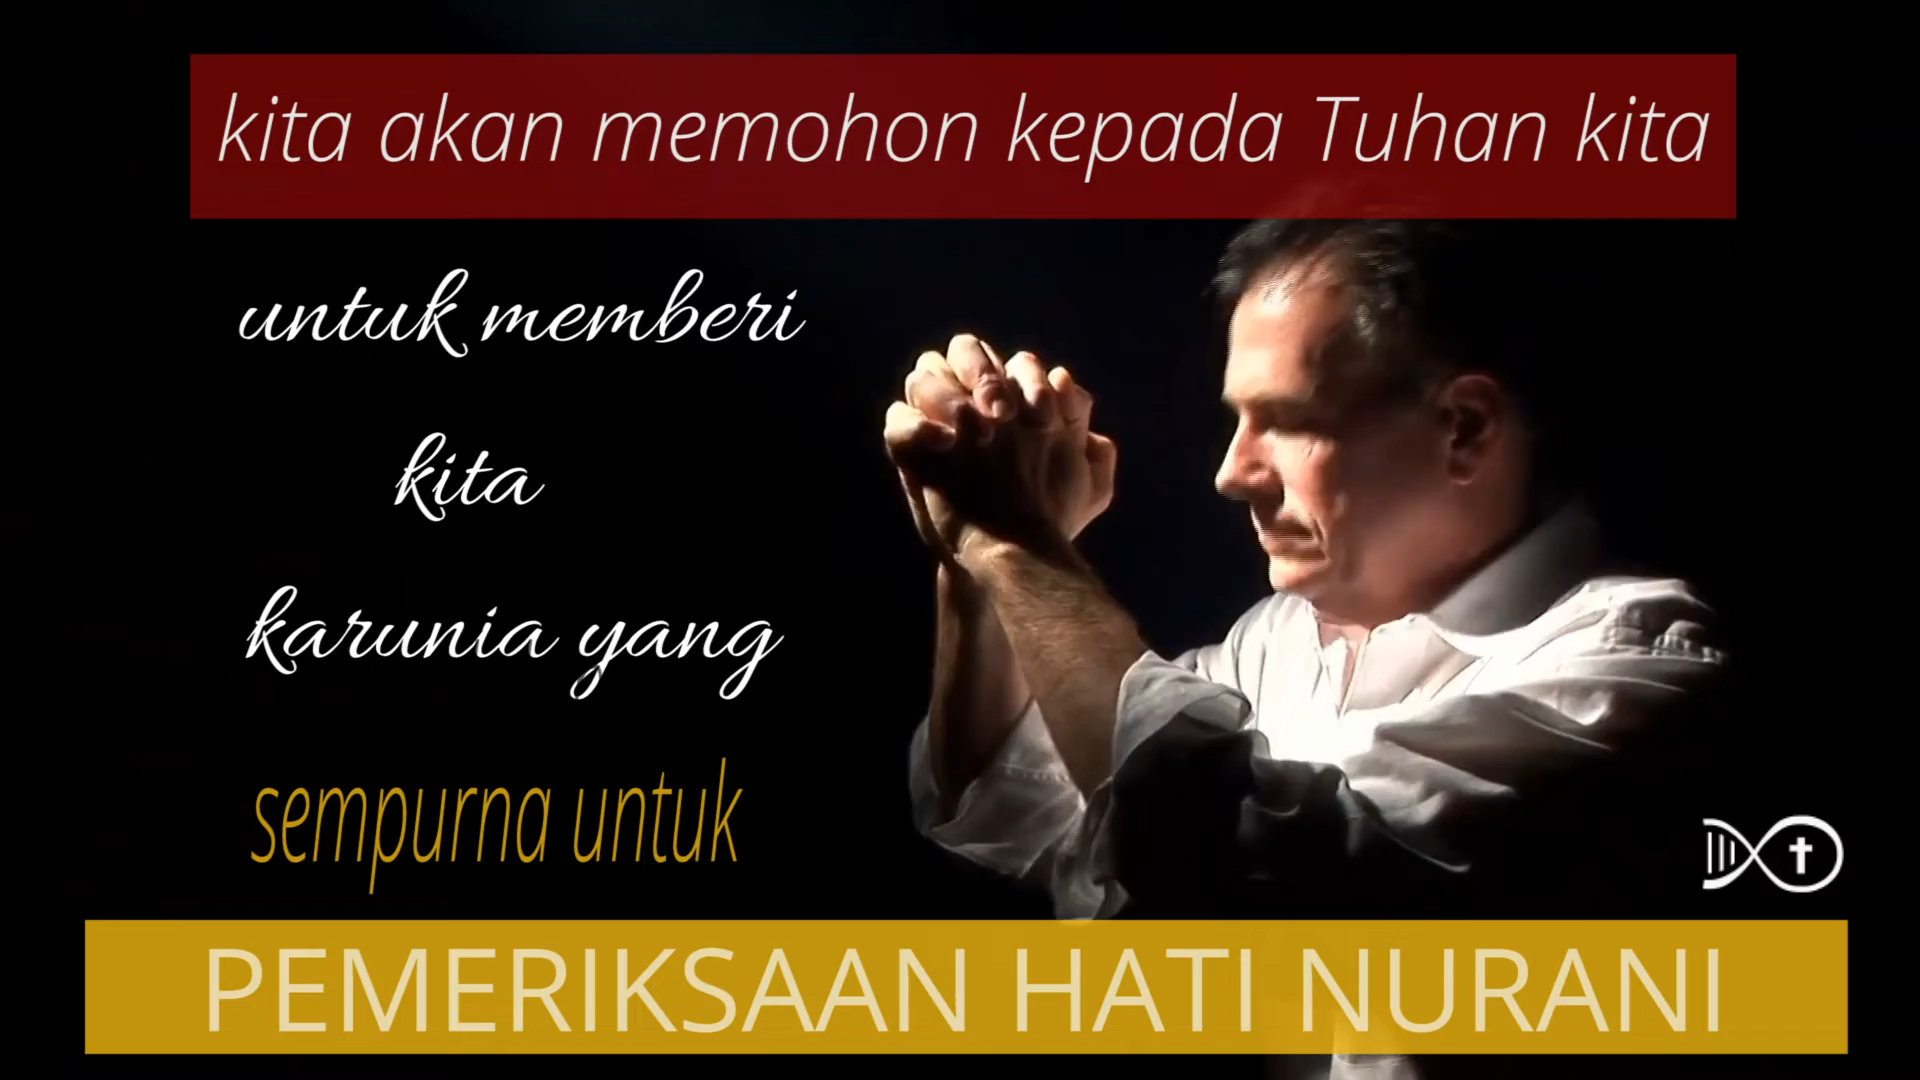 kita akan memohon kepada Tuhan kita
untuk memberi
kita
karunia yang
sempurna untuk
PEMERIKSAAN HATI NURANI